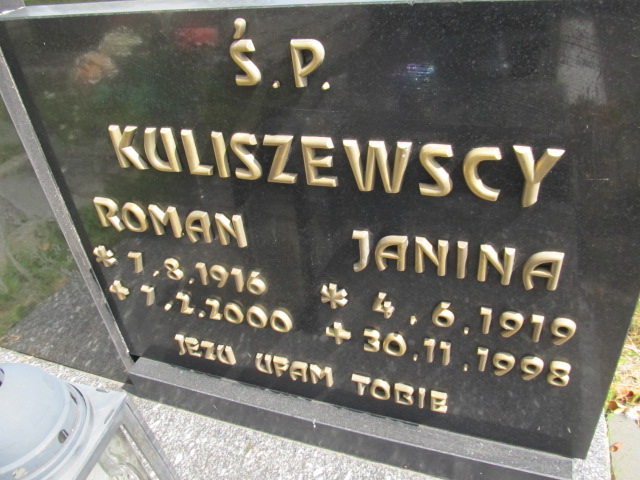 Ś.P.
KULISZEWSCY
ROMAN
* 7.8.1916
+ 7.2.2000
JANINA
* 4.6.1919
+ 30.11.1998
JEZU UFAM TOBIE